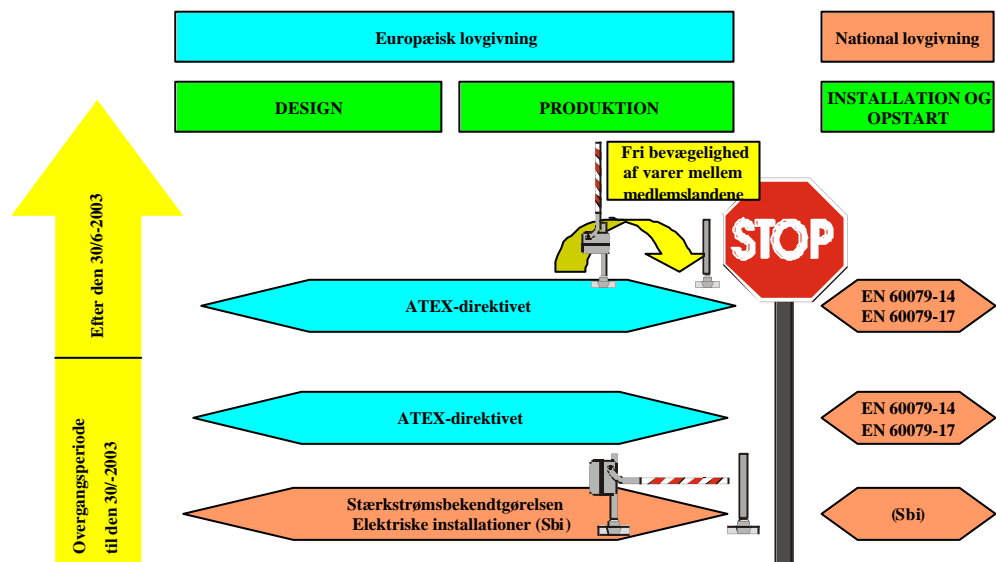 Europæisk lovgivning
National lovgivning
DESIGN
PRODUKTION
INSTALLATION OG
OPSTART
Fri bevægelighed
af varer mellem
medlemslandene
STOP
Efter den 30/6-2003
ATEX-direktivet
EN 60079-14
EN 60079-17
ATEX-direktivet
EN 60079-14
EN 60079-17
Overgangsperiode
til den 30/-2003
Stærkstrømsbekendtgørelsen
Elektriske installationer (Sbi)
(Sbi)